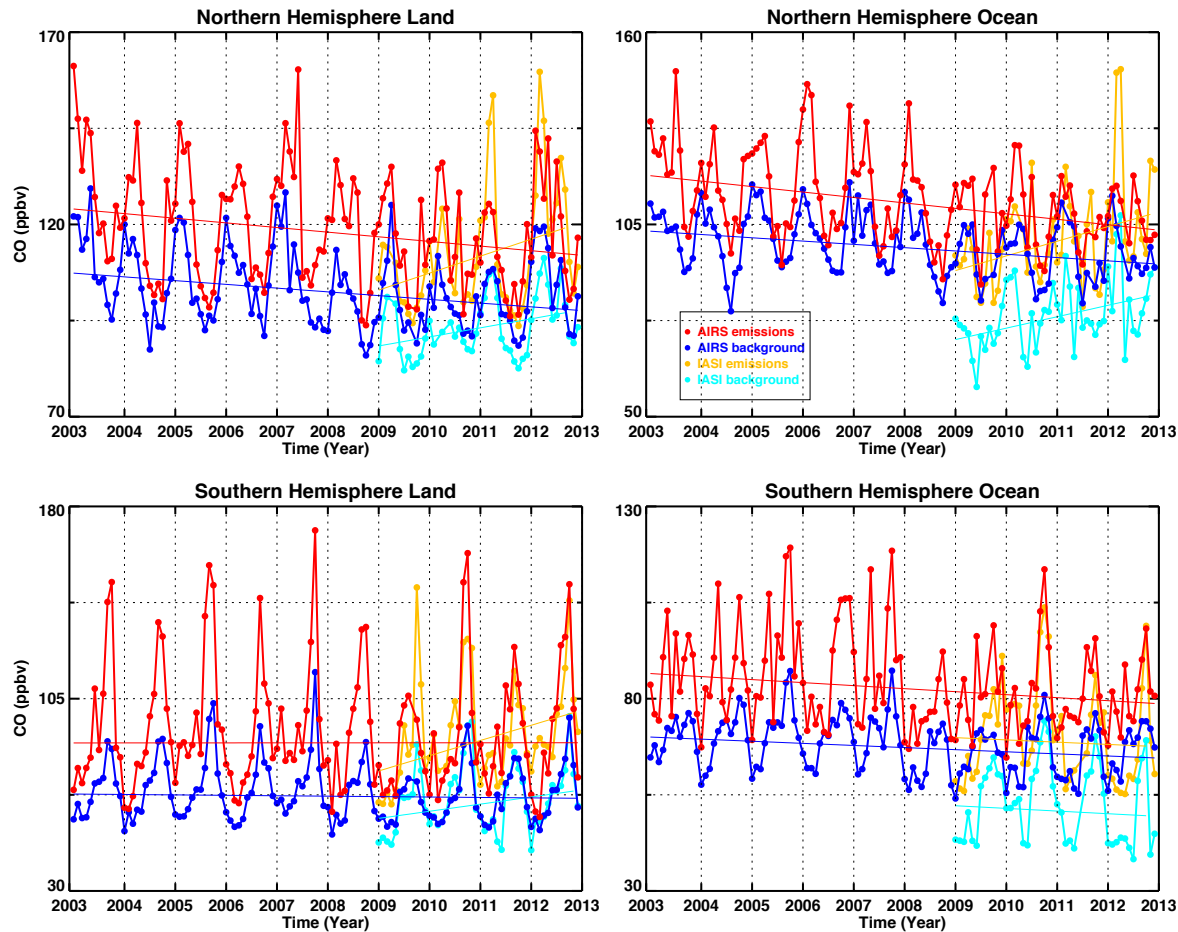 Northern Hemisphere Land
170
120
70
CO (ppbv)
2003 2004 2005 2006 2007 2008 2009 2010 2011 2012 2013
Time (Year)
Northern Hemisphere Ocean
160
105
50
AIRS emissions
AIRS background
IASI emissions
IASI background
2003 2004 2005 2006 2007 2008 2009 2010 2011 2012 2013
Time (Year)
Southern Hemisphere Land
180
105
30
CO (ppbv)
2003 2004 2005 2006 2007 2008 2009 2010 2011 2012 2013
Time (Year)
Southern Hemisphere Ocean
130
80
30
2003 2004 2005 2006 2007 2008 2009 2010 2011 2012 2013
Time (Year)